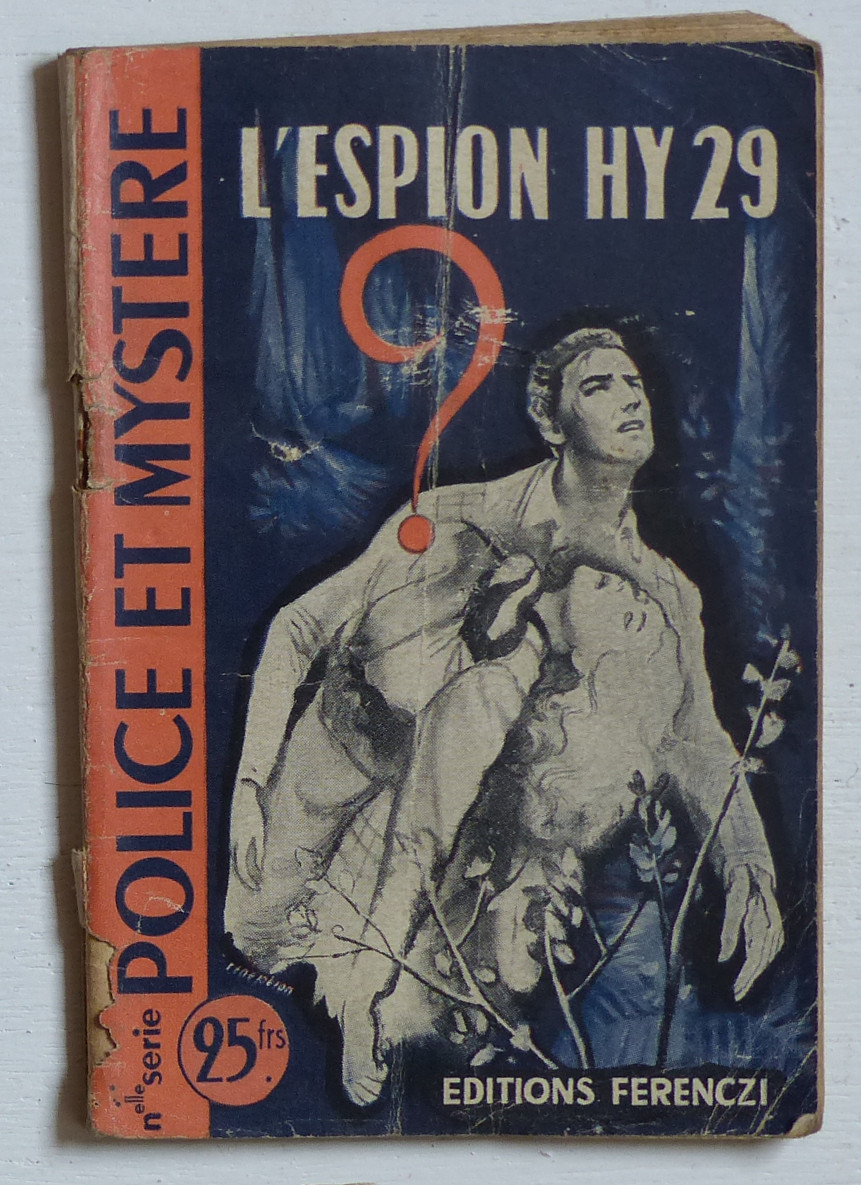 L'ESPION HY 29
POLICE ET MYSTERE
nelle serie
25 frs.
EDITIONS FERENCZI